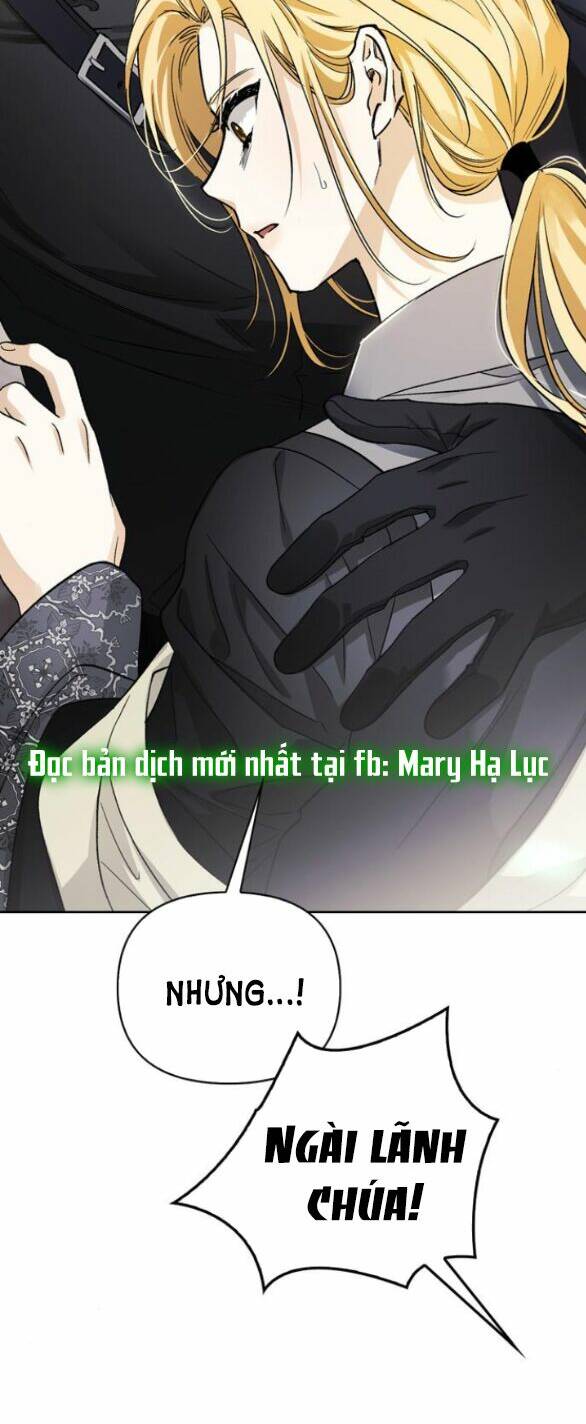 Đọc bản dịch mới nhất tại fb: Mary Hạ Lục
NHƯNG...!
NGÀI LÃNH
CHÚA!